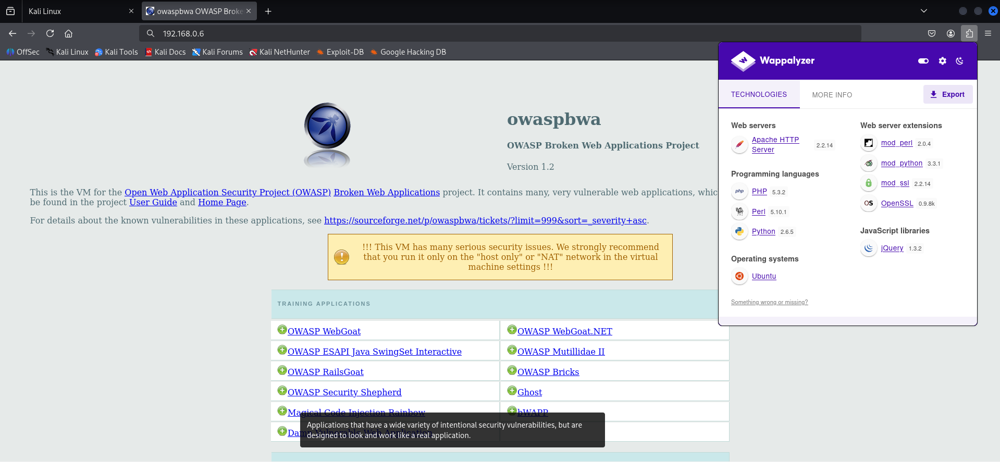 Kali Linux
owaspbwa OWASP Broke
192.168.0.6
OffSec
Kali Linux
Kali Tools
Kali Docs
Kali Forums
Kali NetHunter
Exploit-DB
Google Hacking DB
owaspbwa
OWASP Broken Web Applications Project
Version 1.2
This is the VM for the Open Web Application Security Project (OWASP) Broken Web Applications project. It contains many, very vulnerable web applications, whic
be found in the project User Guide and Home Page.
For details about the known vulnerabilities in these applications, see https://sourceforge.net/p/owaspbwa/tickets/?limit=999&sort=_severity+asc.
!!! This VM has many serious security issues. We strongly recommend
that you run it only on the "host only" or "NAT" network in the virtual
machine settings !!!
TRAINING APPLICATIONS
OWASP WebGoat
OWASP WebGoat.NET
OWASP ESAPI Java SwingSet Interactive
OWASP Mutillidae II
OWASP RailsGoat
OWASP Bricks
OWASP Security Shepherd
Ghost
Magical Code Injection Rainbow
bWAPP
Damn Vulnerable Web Application
Applications that have a wide variety of intentional security vulnerabilities, but are
designed to look and work like a real application.
Wappalyzer
TECHNOLOGIES
MORE INFO
Export
Web servers
Apache HTTP
Server
2.2.14
Programming languages
php
PHP 5.3.2
Perl 5.10.1
Python 2.6.5
Operating systems
Ubuntu
Something wrong or missing?
Web server extensions
mod_perl 2.0.4
mod_python 3.3.1
mod_ssl 2.2.14
OS
OpenSSL 0.9.8k
JavaScript libraries
jQuery 1.3.2